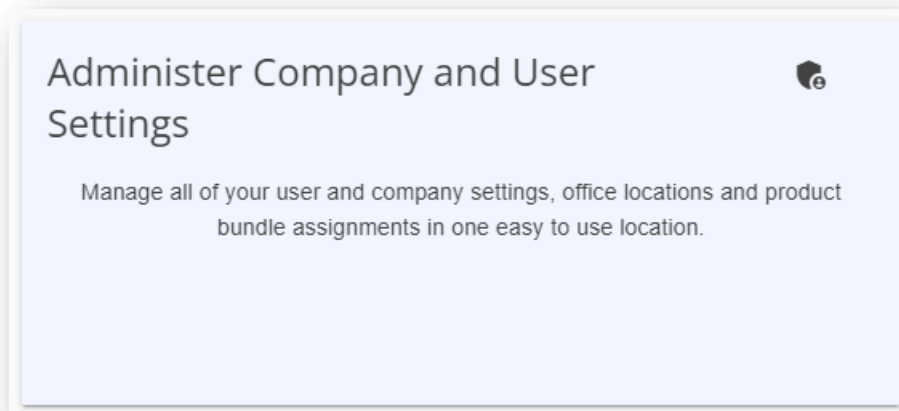 Administer Company and User
Settings
Manage all of your user and company settings, office locations and product
bundle assignments in one easy to use location.